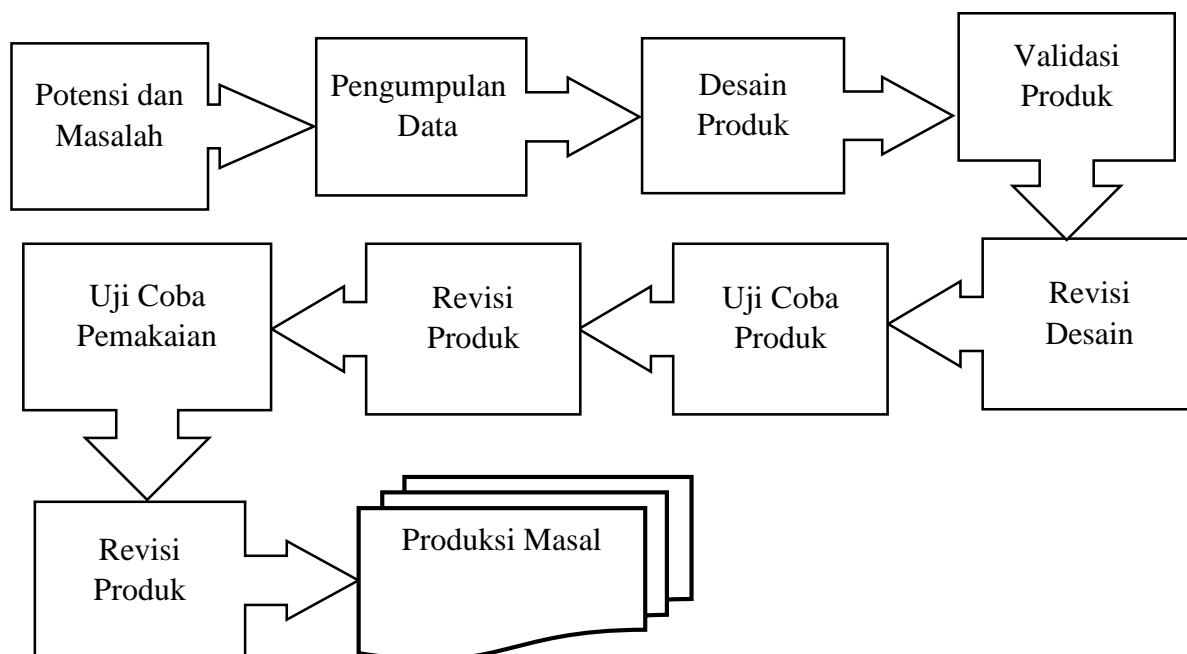 Potensi dan
Masalah
Pengumpulan
Data
Desain
Produk
Validasi
Produk
Revisi
Desain
Uji Coba
Produk
Revisi
Produk
Uji Coba
Pemakaian
Revisi
Produk
Produksi Masal